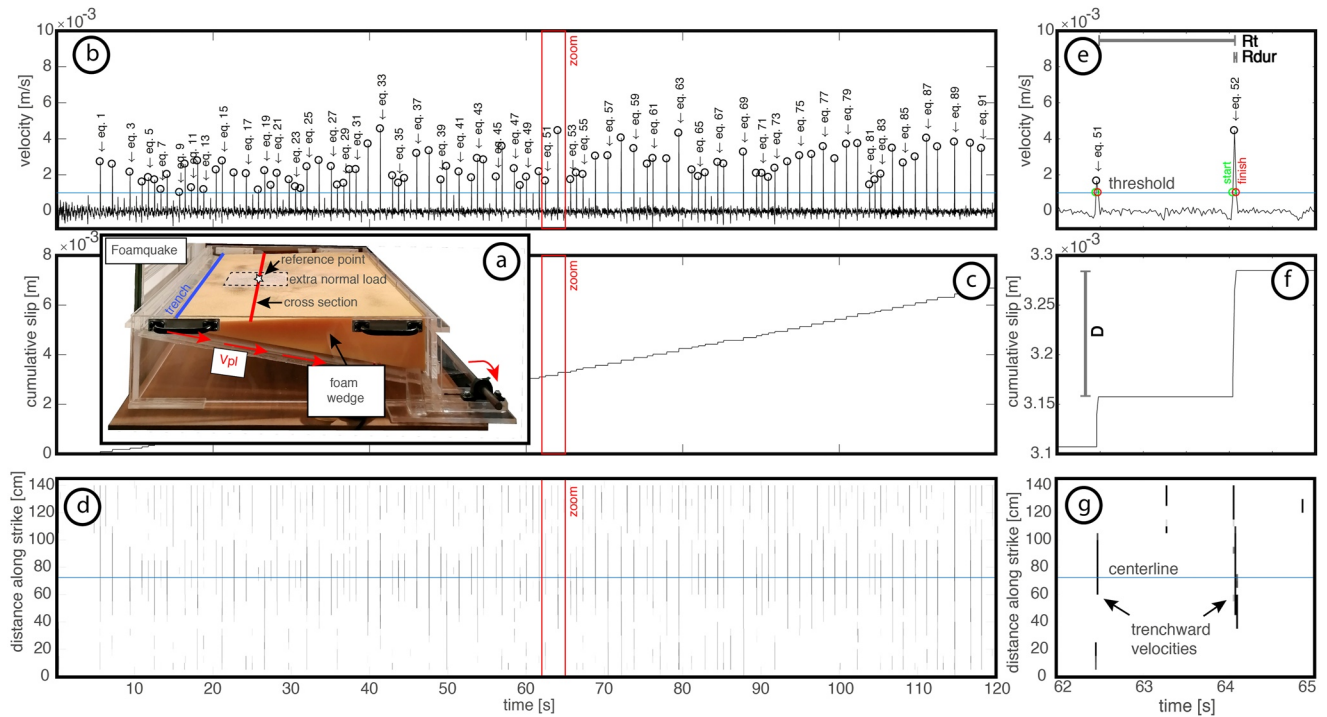 10 ×10⁻³
b
velocity [m/s]
8
6
4
2
0
eq. 1
eq. 3
eq. 5
eq. 7
eq. 9
eq. 11
eq. 13
eq. 15
eq. 17
eq. 19
eq. 21
eq. 23
eq. 25
eq. 27
eq. 29
eq. 31
eq. 33
eq. 35
eq. 37
eq. 39
eq. 41
eq. 43
eq. 45
eq. 47
eq. 49
eq. 51
eq. 53
eq. 55
eq. 57
eq. 59
eq. 61
eq. 63
eq. 65
eq. 67
eq. 69
eq. 71
eq. 73
eq. 75
eq. 77
eq. 79
eq. 81
eq. 83
eq. 85
eq. 87
eq. 89
eq. 91
zoom
10 ×10⁻³
e
velocity [m/s]
8
6
4
2
0
Rt
Rdur
eq. 51
eq. 52
start
finish
threshold
8 ×10⁻³
cumulative slip [m]
6
4
2
0
Foamquake
a
reference point
extra normal load
cross section
trench
Vpl
foam
wedge
c
zoom
3.3 ×10⁻³
f
cumulative slip [m]
3.25
3.2
3.15
3.1
D
d
distance along strike [cm]
140
120
100
80
60
40
20
0
zoom
10
20
30
40
50
60
70
80
90
100
110
120
time [s]
g
distance along strike [cm]
140
120
100
80
60
40
20
0
centerline
trenchward
velocities
62
63
64
65
time [s]